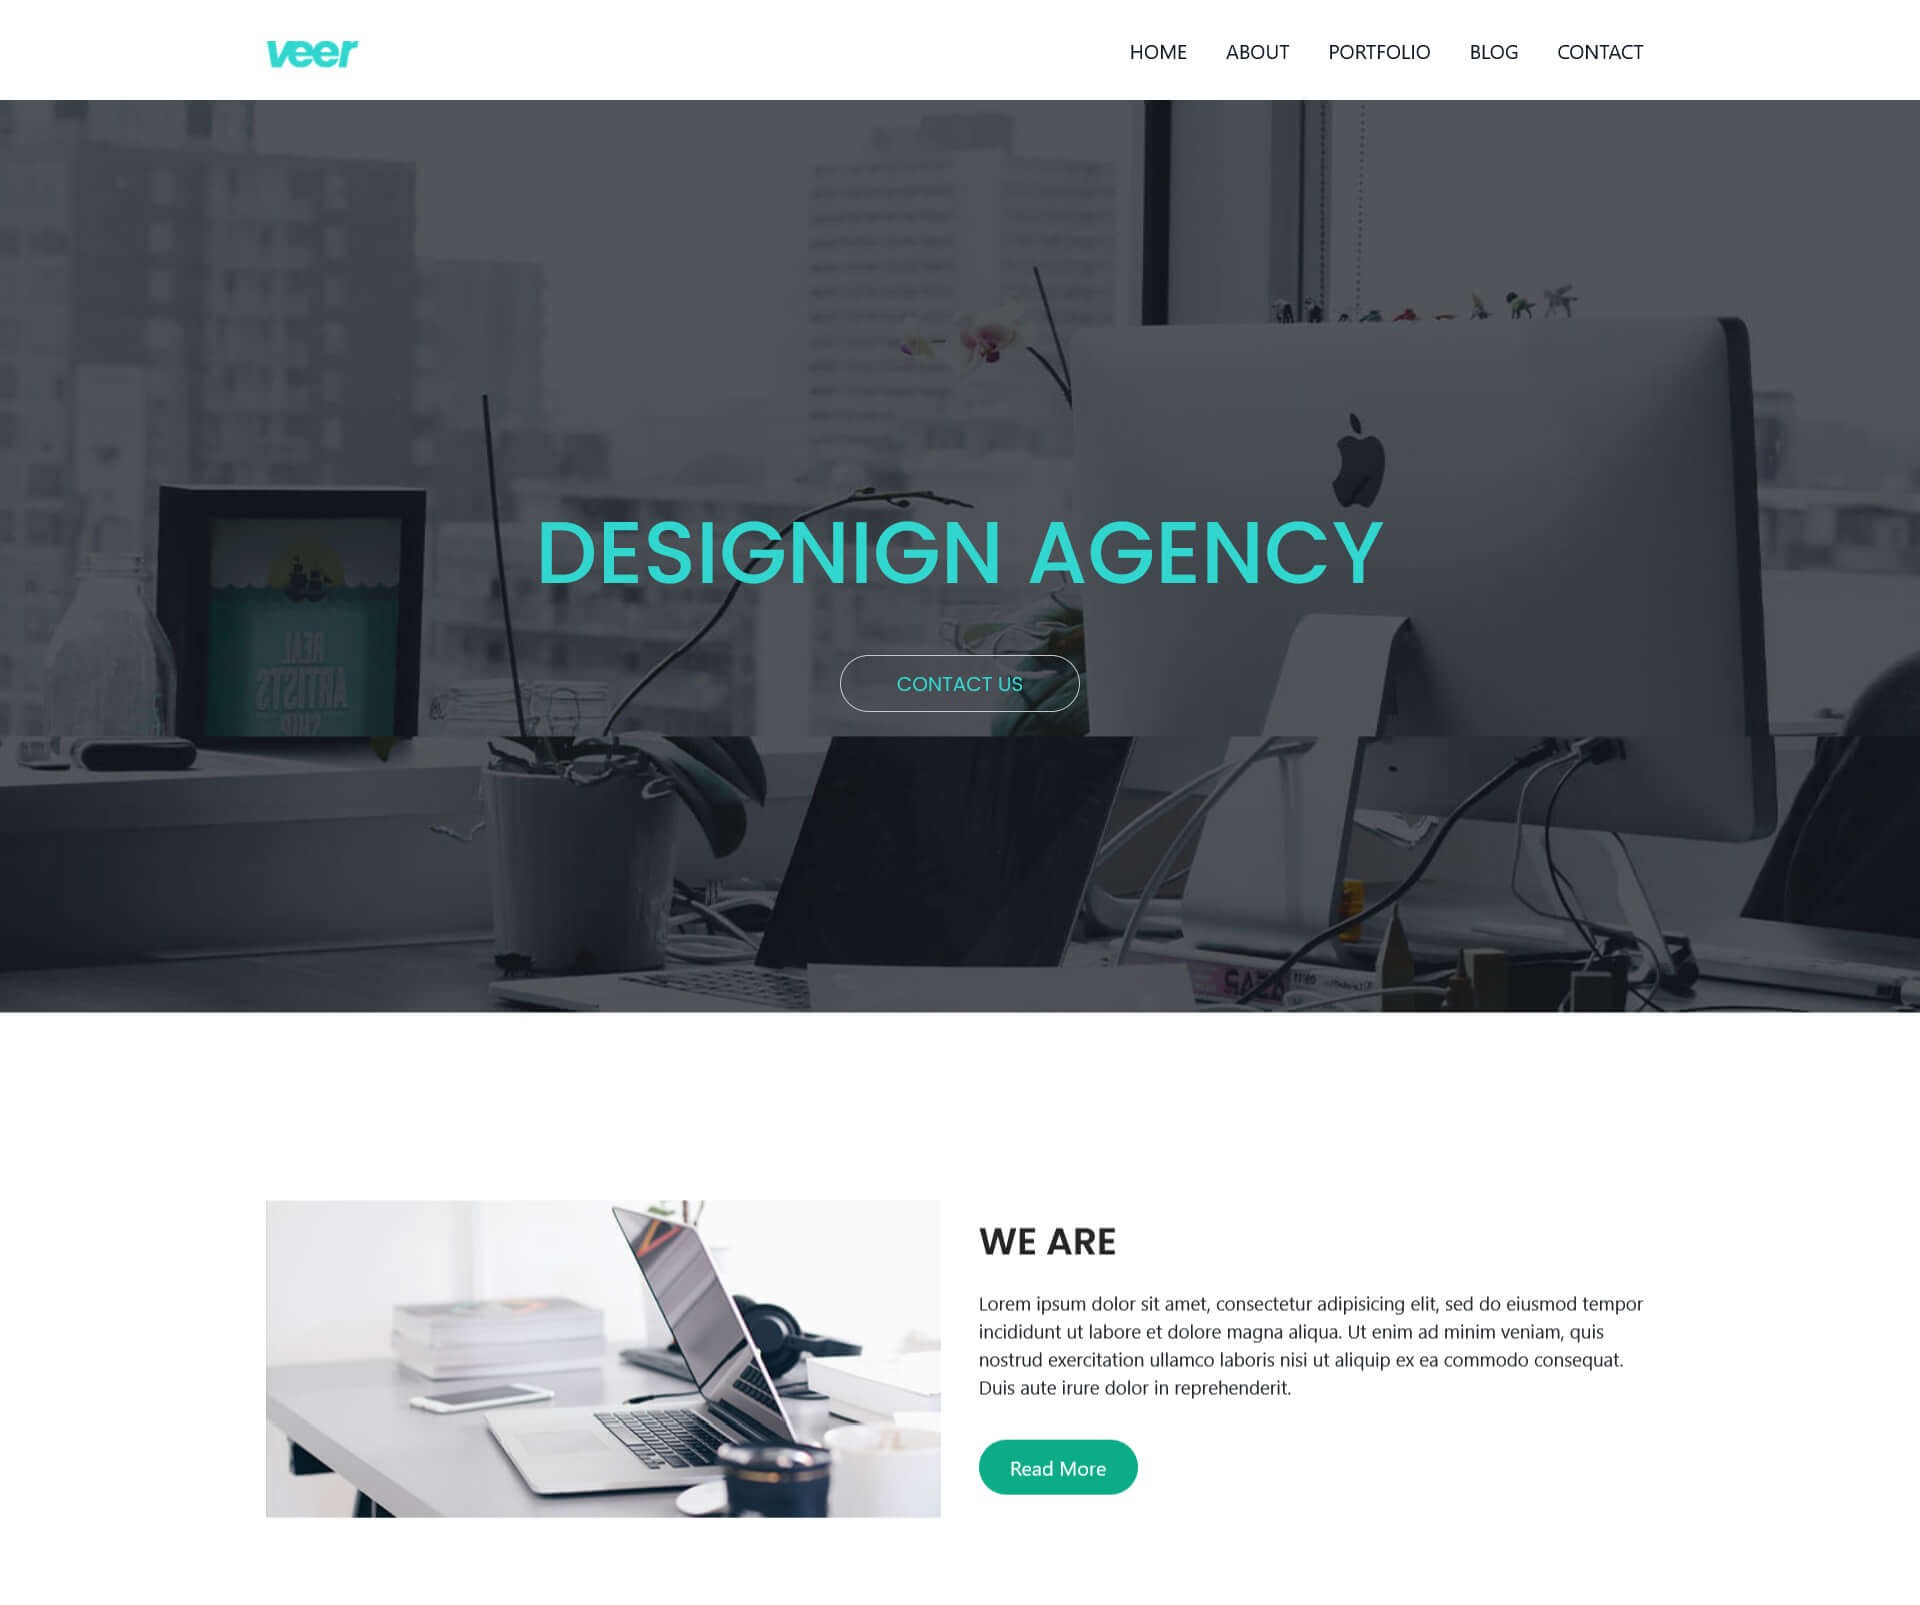 veer
HOME ABOUT PORTFOLIO BLOG CONTACT
DESIGNIGN AGENCY
REAL
ARTISTS
SHIP
CONTACT US
WE ARE
Lorem ipsum dolor sit amet, consectetur adipisicing elit, sed do eiusmod tempor
incididunt ut labore et dolore magna aliqua. Ut enim ad minim veniam, quis
nostrud exercitation ullamco laboris nisi ut aliquip ex ea commodo consequat.
Duis aute irure dolor in reprehenderit.
Read More